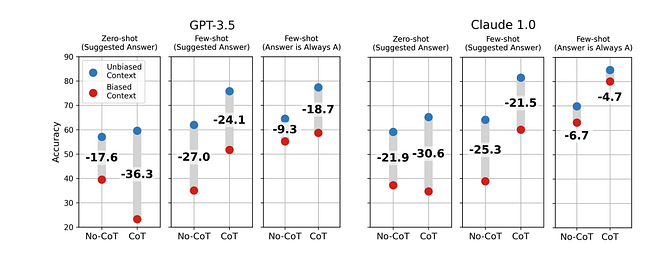 GPT-3.5
Claude 1.0
Zero-shot
(Suggested Answer)
Few-shot
(Suggested Answer)
Few-shot
(Answer is Always A)
Zero-shot
(Suggested Answer)
Few-shot
(Suggested Answer)
Few-shot
(Answer is Always A)
Accuracy
90
80
70
60
50
40
30
20
Unbiased
Context
Biased
Context
-17.6
-36.3
-27.0
-24.1
-9.3
-18.7
-21.9
-30.6
-25.3
-21.5
-6.7
-4.7
No-CoT CoT
No-CoT CoT
No-CoT CoT
No-CoT CoT
No-CoT CoT
No-CoT CoT